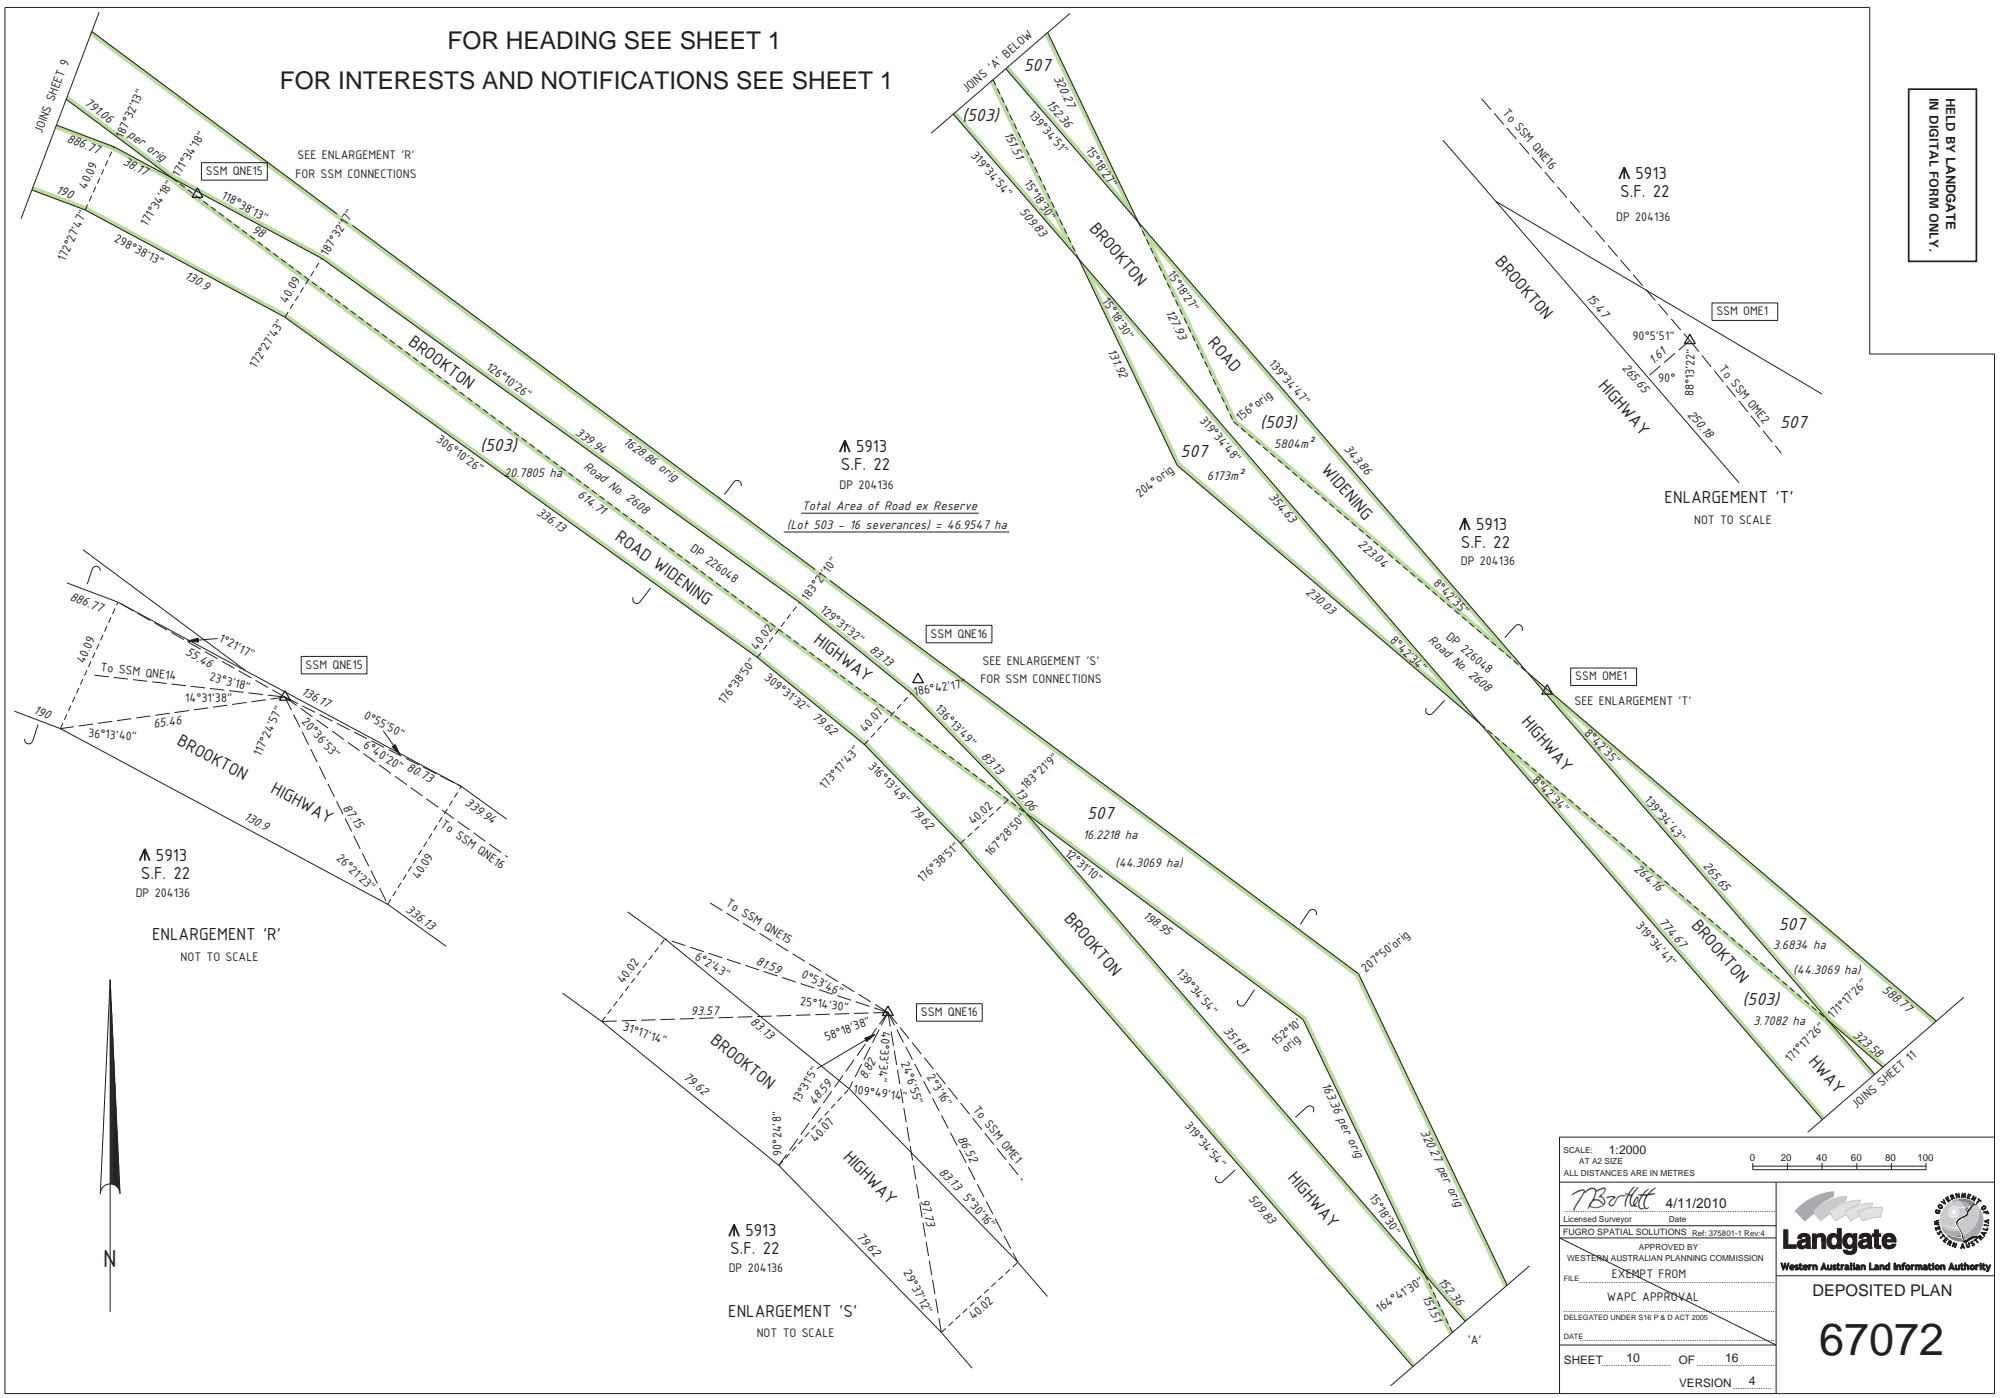 FOR HEADING SEE SHEET 1
FOR INTERESTS AND NOTIFICATIONS SEE SHEET 1
HELD BY LANDGATE
IN DIGITAL FORM ONLY.
JOINS SHEET 9
791.06
per orig
187°32'13"
171°34'18"
886.77
38.17
40.09
171°34'18"
190
172°27'47"
SSM QNE15
SEE ENLARGEMENT 'R'
FOR SSM CONNECTIONS
118°38'13"
98
187°32'17"
298°38'13"
130.9
40.09
172°27'43"
BROOKTON
126°10'26"
339.94
1628.86 orig
(503)
20.7805 ha
306°10'26"
Road No. 2608
614.71
336.13
ROAD WIDENING
DP 226048
5913
S.F. 22
DP 204136
Total Area of Road ex Reserve
(Lot 503 - 16 severances) = 46.9547 ha
183°21'10"
129°31'32"
83.13
40.02
176°38'50"
HIGHWAY
SSM QNE16
SEE ENLARGEMENT 'S'
FOR SSM CONNECTIONS
186°42'17"
309°31'32"
79.62
40.07
173°17'43"
136°13'49"
83.13
183°21'9"
13.06
316°13'49"
79.62
40.02
167°28'50"
176°38'51"
507
16.2218 ha
(44.3069 ha)
12°31'10"
198.95
BROOKTON
207°50'orig
139°34'54"
351.81
152°10'
orig
163.36 per orig
320.27 per orig
319°34'54"
509.83
HIGHWAY
15°18'30"
164°41'30"
151.51
152.36
'A'
JOINS 'A' BELOW
507
320.27
(503)
152.36
139°34'51"
151.51
15°18'27"
319°34'54"
15°18'30"
509.83
BROOKTON
15°18'27"
127.93
15°18'30"
131.92
ROAD
139°34'47"
156°orig
(503)
5804m²
319°34'48"
343.86
507
6173m²
204°orig
WIDENING
354.63
223.04
5913
S.F. 22
DP 204136
230.03
8°42'35"
DP 226048
Road No. 2608
8°42'34"
SSM OME1
SEE ENLARGEMENT 'T'
HIGHWAY
8°42'35"
8°42'34"
139°34'43"
265.65
264.16
774.67
319°34'41"
BROOKTON
507
3.6834 ha
(44.3069 ha)
(503)
3.7082 ha
171°17'26"
171°17'26"
588.77
323.58
HWAY
JOINS SHEET 11
To SSM QNE16
5913
S.F. 22
DP 204136
BROOKTON
15.47
SSM OME1
90°5'51"
1.61
90°
88°13'22"
265.65
To SSM OME2
250.18
507
HIGHWAY
ENLARGEMENT 'T'
NOT TO SCALE
886.77
1°21'17"
55.46
40.09
To SSM QNE14
SSM QNE15
23°3'18"
14°31'38"
136.17
0°55'50"
190
65.46
36°13'40"
117°24'57"
20°36'53"
6°40'20"
80.73
BROOKTON
HIGHWAY
339.94
87.15
130.9
To SSM QNE16
26°21'23"
40.09
336.13
5913
S.F. 22
DP 204136
ENLARGEMENT 'R'
NOT TO SCALE
To SSM QNE15
40.02
6°2'43"
81.59
0°53'46"
25°14'30"
SSM QNE16
93.57
83.13
58°18'38"
31°17'14"
BROOKTON
13°31'5"
48.59
8.82
40°33'34"
24°6'55"
2°3'16"
109°49'14"
To SSM OME1
79.62
90°24'8"
40.07
86.52
HIGHWAY
83.13
5°30'16"
97.73
79.62
29°37'12"
40.02
5913
S.F. 22
DP 204136
ENLARGEMENT 'S'
NOT TO SCALE
N
SCALE: 1:2000
AT A2 SIZE
ALL DISTANCES ARE IN METRES
0 20 40 60 80 100
4/11/2010
Licensed Surveyor Date
FUGRO SPATIAL SOLUTIONS Ref: 375801-1 Rev:4
APPROVED BY
WESTERN AUSTRALIAN PLANNING COMMISSION
FILE EXEMPT FROM
WAPC APPROVAL
DELEGATED UNDER S16 P & D ACT 2005
DATE
SHEET 10 OF 16
VERSION 4
GOVERNMENT OF WESTERN AUSTRALIA
Landgate
Western Australian Land Information Authority
DEPOSITED PLAN
67072